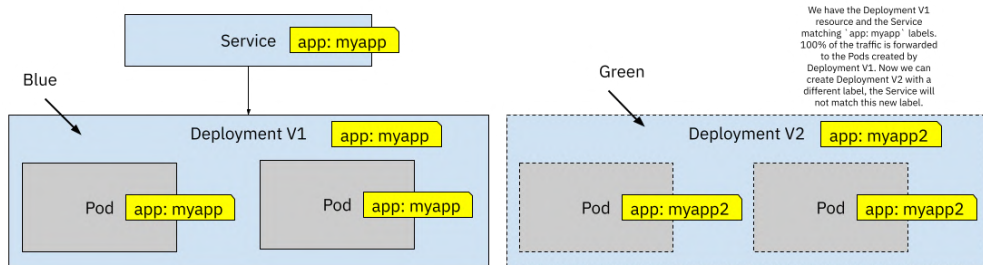 We have the Deployment V1
resource and the Service
matching `app: myapp` labels.
100% of the traffic is forwarded
to the Pods created by
Deployment V1. Now we can
create Deployment V2 with a
different label, the Service will
not match this new label.
Service
app: myapp
Blue
Green
Deployment V1
app: myapp
Pod
app: myapp
Pod
app: myapp
Deployment V2
app: myapp2
Pod
app: myapp2
Pod
app: myapp2